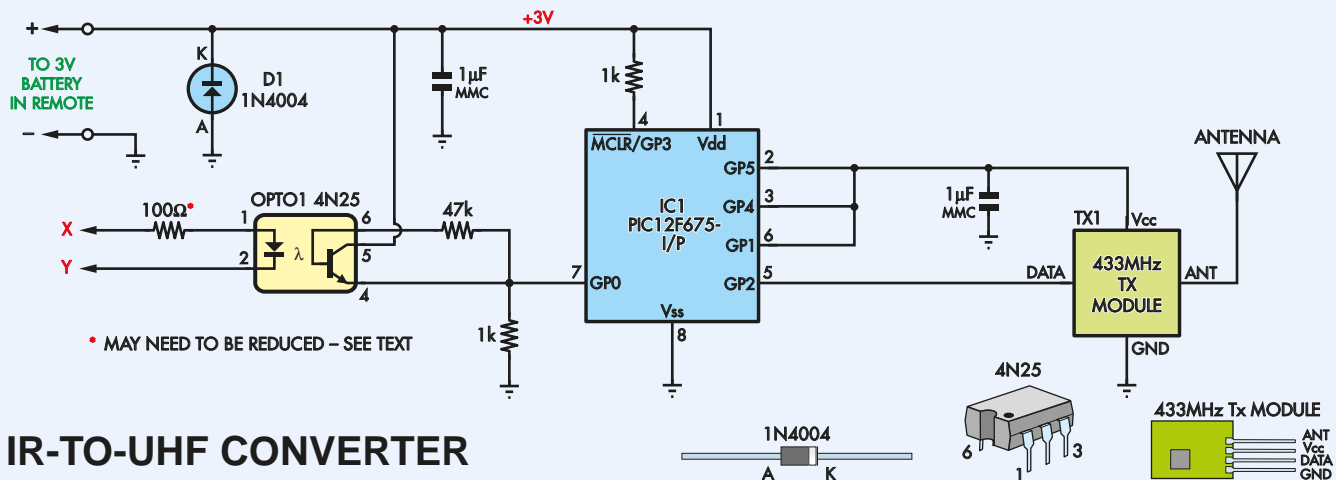 +
+3V
TO 3V
BATTERY
IN REMOTE
–
K
D1
1N4004
A
1µF
MMC
1k
4
1
MCLR/GP3
Vdd
IC1
PIC12F675-
I/P
GP5
2
GP4
3
GP1
6
GP2
5
7
GP0
Vss
8
1µF
MMC
ANTENNA
TX1
Vcc
DATA
433MHz
TX
MODULE
ANT
GND
X
Y
100Ω*
OPTO1 4N25
1
2
λ
6
5
4
47k
1k
* MAY NEED TO BE REDUCED – SEE TEXT
IR-TO-UHF CONVERTER
1N4004
A
K
4N25
6
1
3
433MHz Tx MODULE
ANT
Vcc
DATA
GND